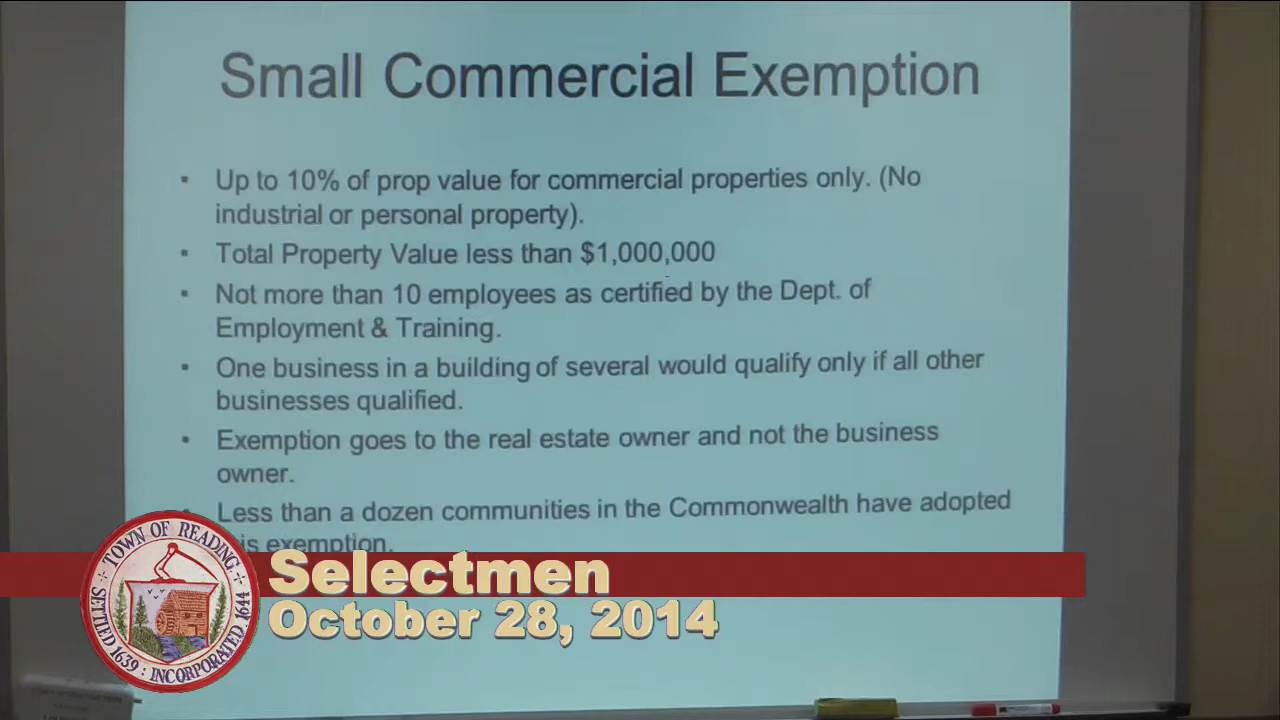 Small Commercial Exemption
• Up to 10% of prop value for commercial properties only. (No
industrial or personal property).
• Total Property Value less than $1,000,000
• Not more than 10 employees as certified by the Dept. of
Employment & Training.
• One business in a building of several would qualify only if all other
businesses qualified.
• Exemption goes to the real estate owner and not the business
owner.
• Less than a dozen communities in the Commonwealth have adopted
is exemption.
Selectmen
October 28, 2014
TOWN OF READING
SETTLED 1639 : INCORPORATED 1644